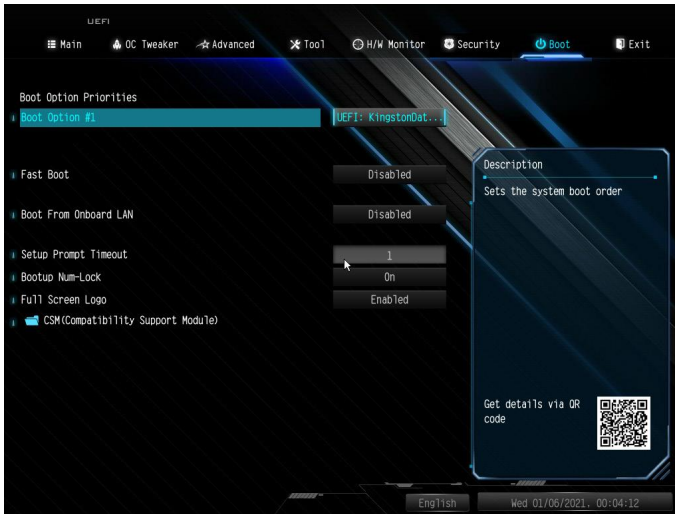 UEFI
Main OC Tweaker Advanced Tool H/W Monitor Security Boot Exit
Boot Option Priorities
Boot Option #1 UEFI: KingstonDat...
Fast Boot Disabled
Boot From Onboard LAN Disabled
Setup Prompt Timeout 1
Bootup Num-Lock On
Full Screen Logo Enabled
CSM(Compatibility Support Module)
Description
Sets the system boot order
Get details via QR
code
English Wed 01/06/2021. 00:04:12